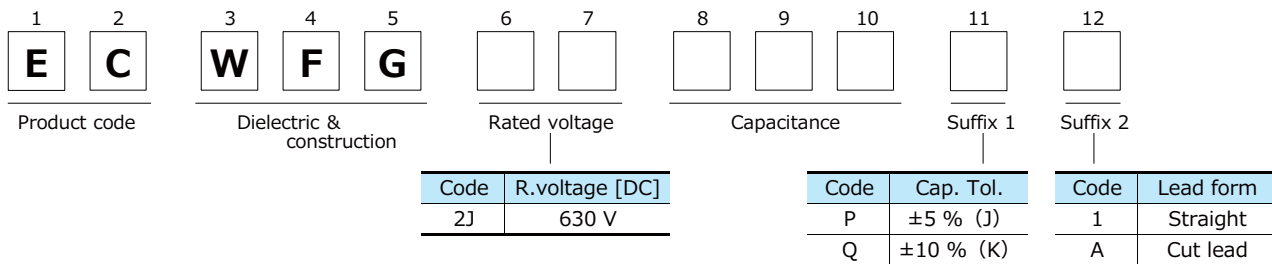 1 2 3 4 5 6 7 8 9 10 11 12
E C W F G
Product code Dielectric & construction Rated voltage Capacitance Suffix 1 Suffix 2
Code R.voltage [DC] Code Cap. Tol. Code Lead form
2J 630 V P ±5 % (J) 1 Straight
Q ±10 % (K) A Cut lead